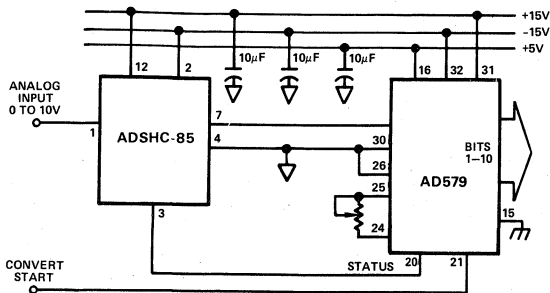 +15V
-15V
+5V
10μF
10μF
10μF
12
2
16
32
31
ANALOG
INPUT
0 TO 10V
1
ADSHC-85
7
4
30
26
BITS
1–10
AD579
25
24
15
3
STATUS
20
21
CONVERT
START